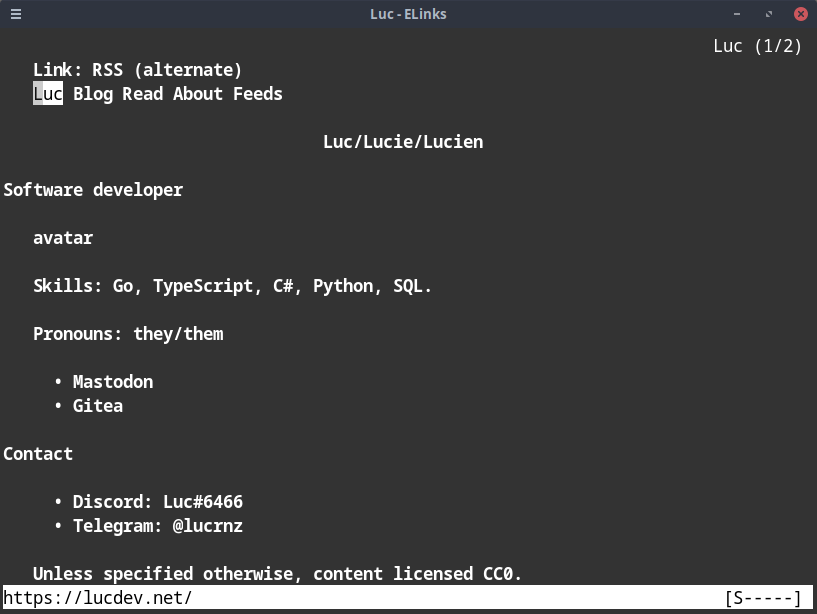 Luc - ELinks
Luc (1/2)
Link: RSS (alternate)
Luc Blog Read About Feeds
Luc/Lucie/Lucien
Software developer
avatar
Skills: Go, TypeScript, C#, Python, SQL.
Pronouns: they/them
• Mastodon
• Gitea
Contact
• Discord: Luc#6466
• Telegram: @lucrnz
Unless specified otherwise, content licensed CC0.
https://lucdev.net/ [S-----]